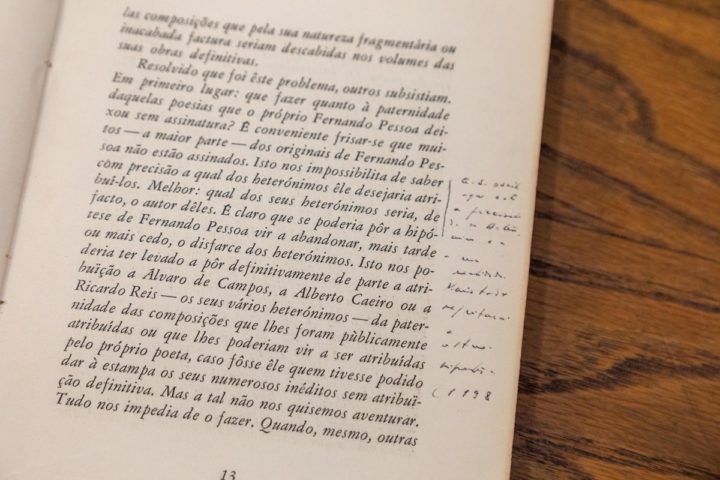 las composições que pela sua natureza fragmentária ou
inacabada factura seriam descabidas nos volumes das
suas obras definitivas.
Resolvido que foi êste problema, outros subsistiam.
Em primeiro lugar: que fazer quanto à paternidade
daquelas poesias que o próprio Fernando Pessoa dei-
xou sem assinatura? É conveniente frisar-se que mui-
tos — a maior parte — dos originais de Fernando Pes-
soa não estão assinados. Isto nos impossibilita de saber
com precisão a qual dos heterónimos êle desejaria atri-
buí-los. Melhor: qual dos seus heterónimos seria, de
facto, o autor dêles. É claro que se poderia pôr a hipó-
tese de Fernando Pessoa vir a abandonar, mais tarde
ou mais cedo, o disfarce dos heterónimos. Isto nos po-
deria ter levado a pôr definitivamente de parte a atri-
buïção a Álvaro de Campos, a Alberto Caeiro ou a
Ricardo Reis — os seus vários heterónimos — da pater-
nidade das composições que lhes foram pùblicamente
atribuídas ou que lhes poderiam vir a ser atribuídas
pelo próprio poeta, caso fôsse êle quem tivesse podido
dar à estampa os seus numerosos inéditos sem atribuï-
ção definitiva. Mas a tal não nos quisemos aventurar.
Tudo nos impedia de o fazer. Quando, mesmo, outras
13